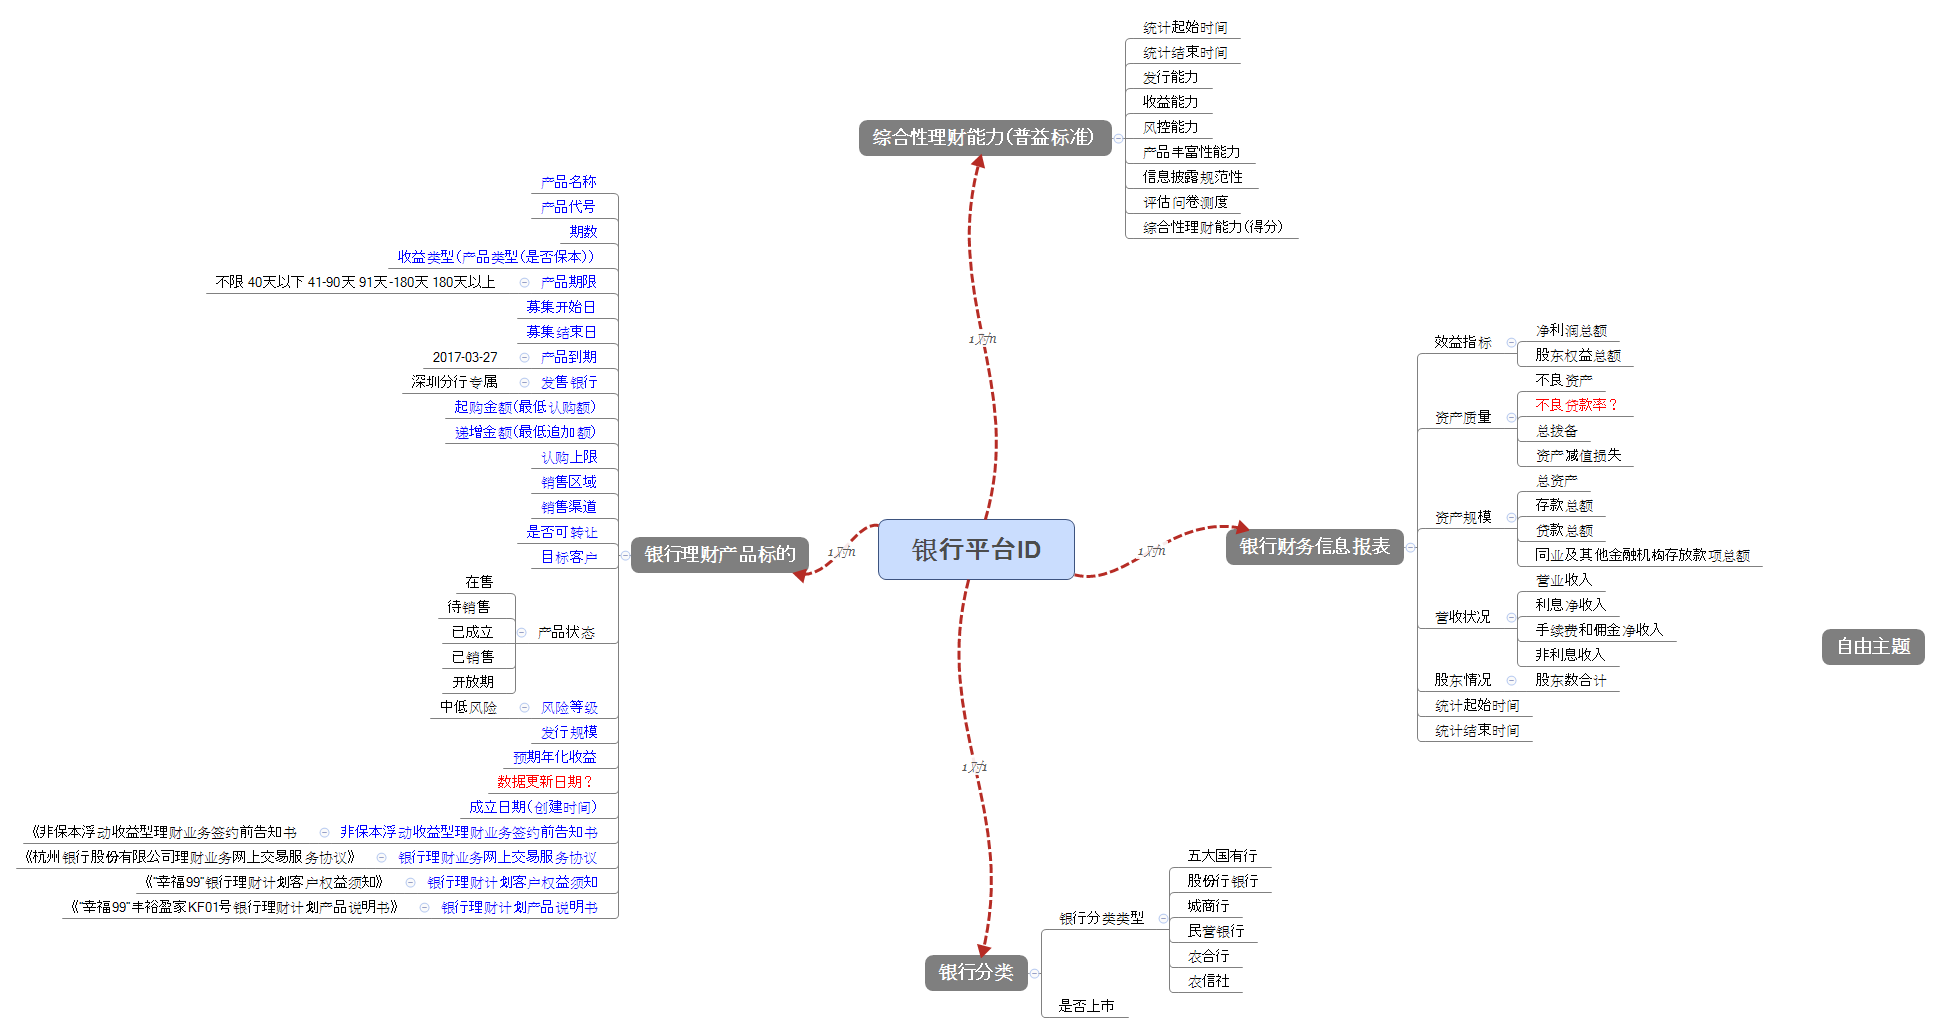 统计起始时间
统计结束时间
发行能力
收益能力
风控能力
产品丰富性能力
信息披露规范性
评估问卷测度
综合性理财能力(得分)
综合性理财能力(普益标准)
1对n
产品名称
产品代号
期数
收益类型(产品类型(是否保本))
不限 40天以下 41-90天 91天-180天 180天以上
产品期限
募集开始日
募集结束日
2017-03-27
产品到期
深圳分行专属
发售银行
起购金额(最低认购额)
递增金额(最低追加额)
认购上限
销售区域
销售渠道
是否可转让
目标客户
在售
待销售
已成立
已销售
开放期
产品状态
中低风险
风险等级
发行规模
预期年化收益
数据更新日期？
成立日期(创建时间)
《非保本浮动收益型理财业务签约前告知书
非保本浮动收益型理财业务签约前告知书
《杭州银行股份有限公司理财业务网上交易服务协议》
银行理财业务网上交易服务协议
《“幸福99”银行理财计划客户权益须知》
银行理财计划客户权益须知
《“幸福99”丰裕盈家KF01号银行理财计划产品说明书》
银行理财计划产品说明书
银行理财产品标的
1对n
银行平台ID
1对n
银行财务信息报表
效益指标
净利润总额
股东权益总额
资产质量
不良资产
不良贷款率？
总拨备
资产减值损失
资产规模
总资产
存款总额
贷款总额
同业及其他金融机构存放款项总额
营收状况
营业收入
利息净收入
手续费和佣金净收入
非利息收入
股东情况
股东数合计
统计起始时间
统计结束时间
自由主题
1对1
银行分类
银行分类类型
五大国有行
股份行银行
城商行
民营银行
农合行
农信社
是否上市